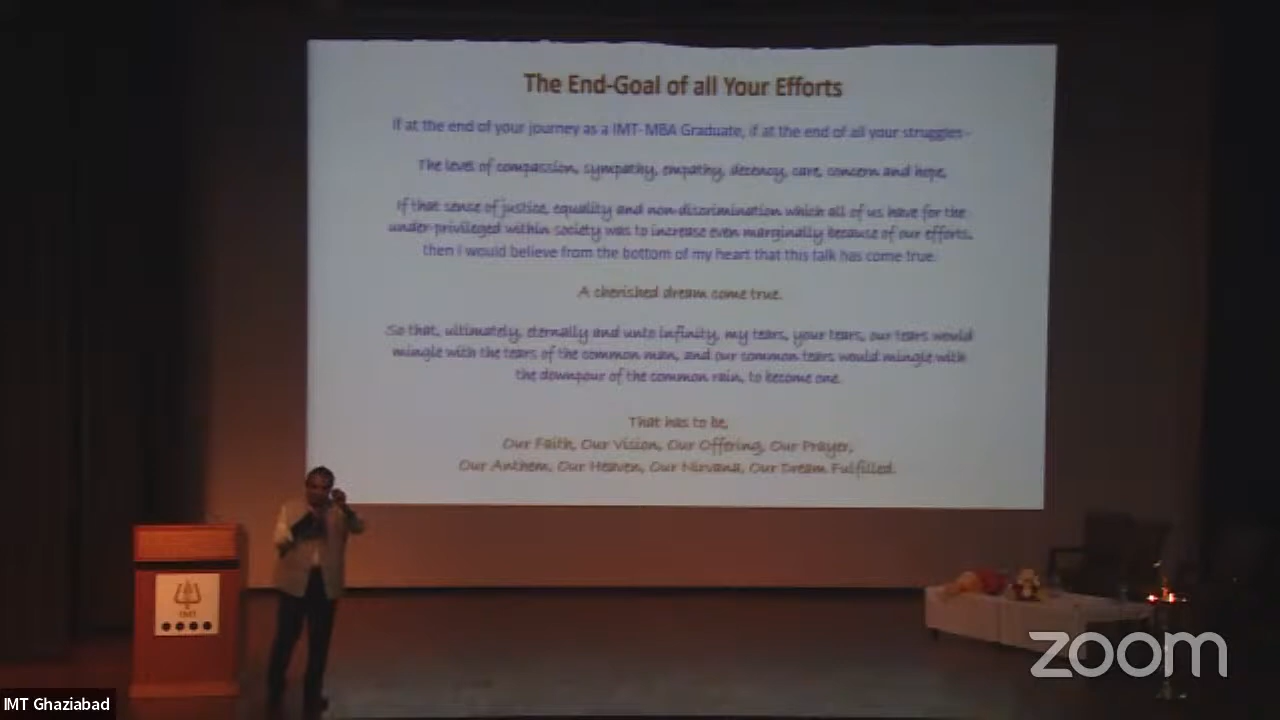 The End-Goal of all Your Efforts
If at the end of your journey as a IMT-MBA Graduate, if at the end of all your struggles-
The level of compassion, sympathy, empathy, decency, care, concern and hope,
If that sense of justice, equality and non discrimination which all of us have for the
under-privileged within society was to increase even marginally because of our efforts,
then I would believe from the bottom of my heart that this talk has come true.
A cherished dream come true.
So that, ultimately, eternally and unto infinity, my tears, your tears, our tears would
mingle with the tears of the common man, and our common tears would mingle with
the downpour of the common rain, to become one.
That has to be,
Our Faith, Our Vision, Our Offering, Our Prayer,
Our Anthem, Our Heaven, Our Nirvana, Our Dream Fulfilled.
IMT
zoom
IMT Ghaziabad